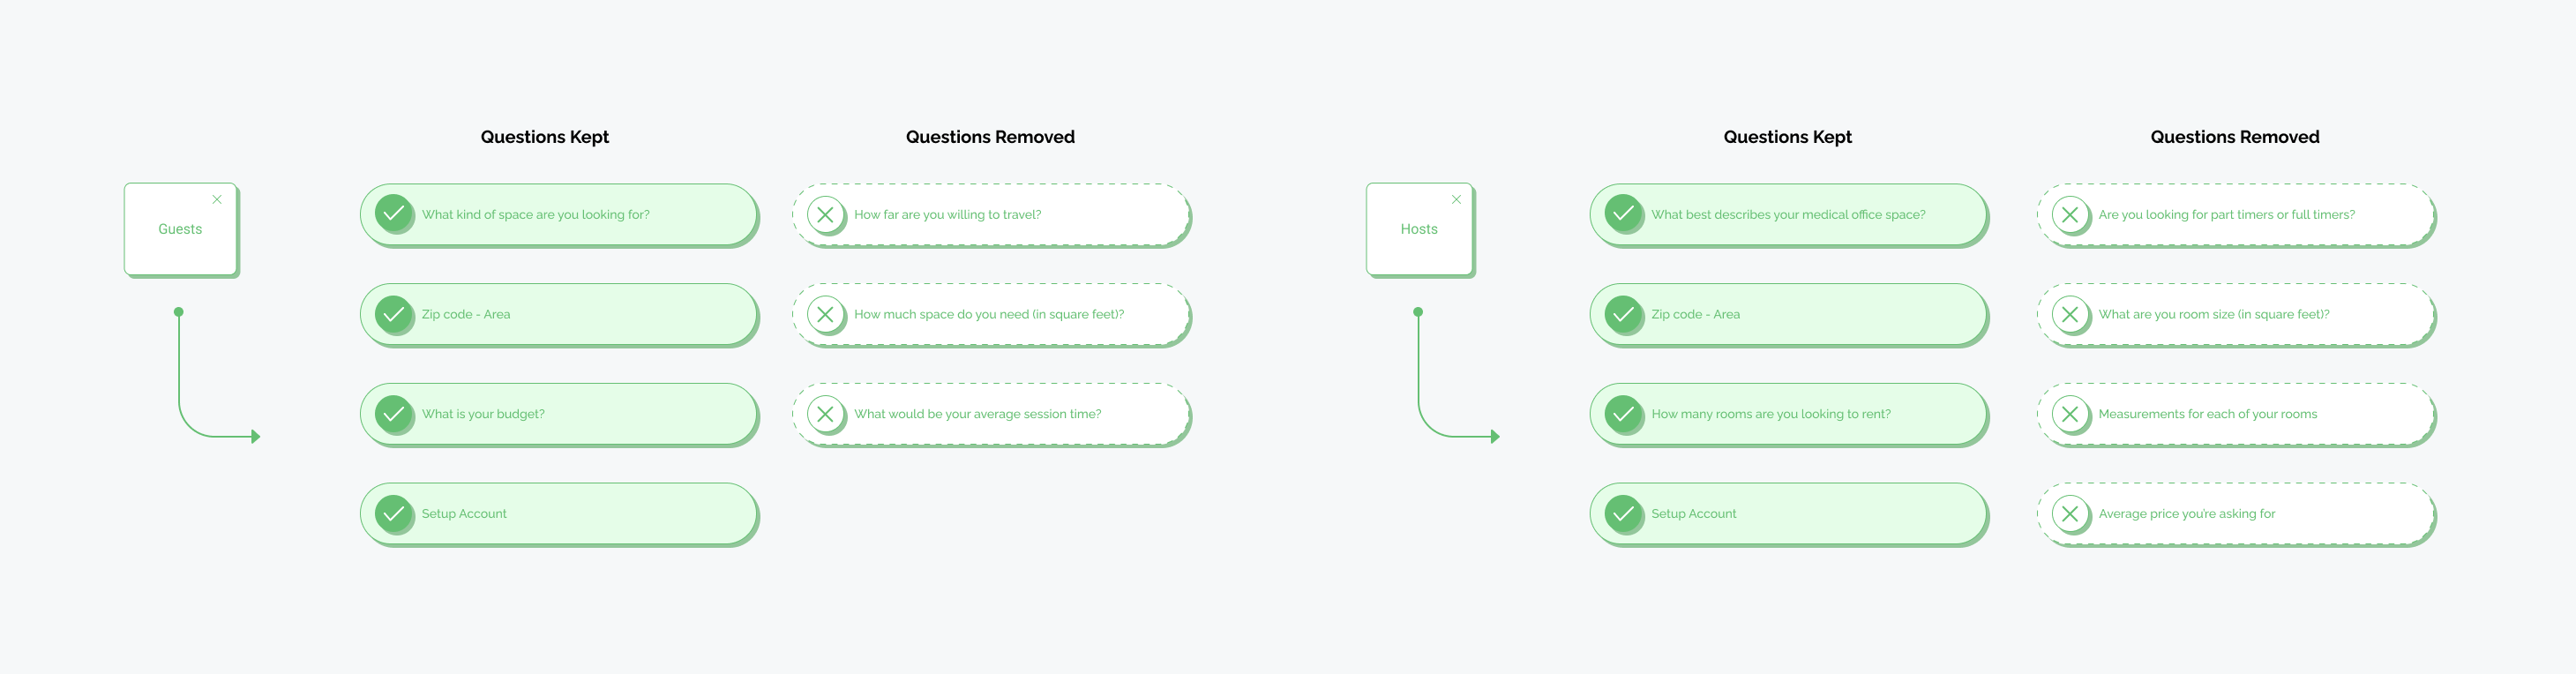 Questions Kept
Questions Removed
Guests
What kind of space are you looking for?
How far are you willing to travel?
Zip code - Area
How much space do you need (in square feet)?
What is your budget?
What would be your average session time?
Setup Account
Questions Kept
Questions Removed
Hosts
What best describes your medical office space?
Are you looking for part timers or full timers?
Zip code - Area
What are you room size (in square feet)?
How many rooms are you looking to rent?
Measurements for each of your rooms
Setup Account
Average price you're asking for